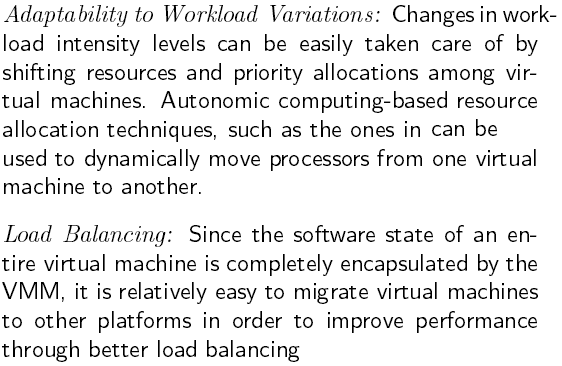 Adaptability to Workload Variations: Changes in work-
load intensity levels can be easily taken care of by
shifting resources and priority allocations among vir-
tual machines. Autonomic computing-based resource
allocation techniques, such as the ones in can be
used to dynamically move processors from one virtual
machine to another.
Load Balancing: Since the software state of an en-
tire virtual machine is completely encapsulated by the
VMM, it is relatively easy to migrate virtual machines
to other platforms in order to improve performance
through better load balancing